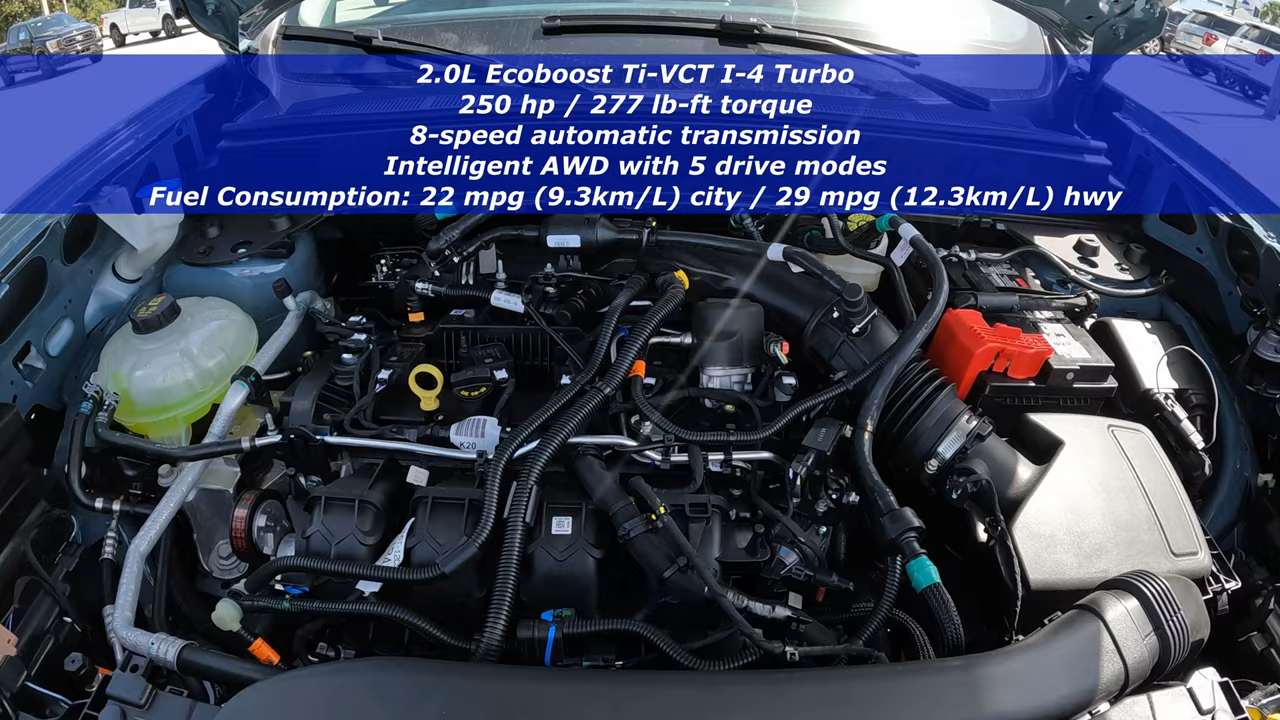 2.0L Ecoboost Ti-VCT I-4 Turbo
250 hp / 277 lb-ft torque
8-speed automatic transmission
Intelligent AWD with 5 drive modes
Fuel Consumption: 22 mpg (9.3km/L) city / 29 mpg (12.3km/L) hwy
K20